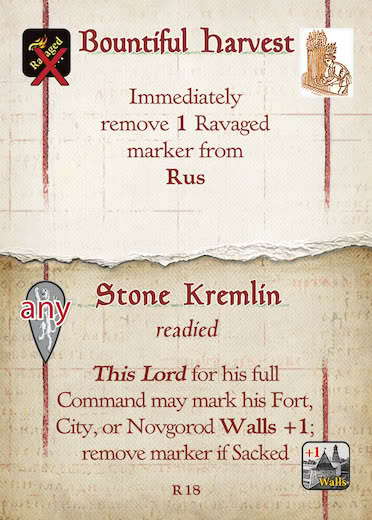 Ravaged
Bountiful Harvest
Immediately
remove 1 Ravaged
marker from
Rus
any
Stone Kremlin
readied
This Lord for his full
Command may mark his Fort,
City, or Novgorod Walls +1;
remove marker if Sacked
+1
Walls
R18